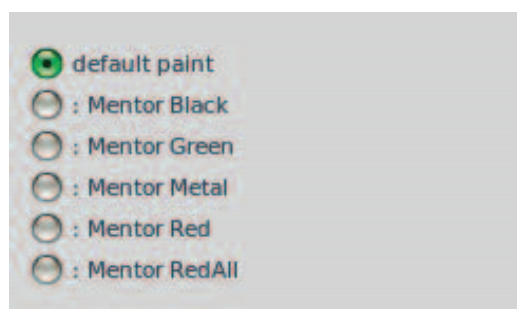 default paint
: Mentor Black
: Mentor Green
: Mentor Metal
: Mentor Red
: Mentor RedAll